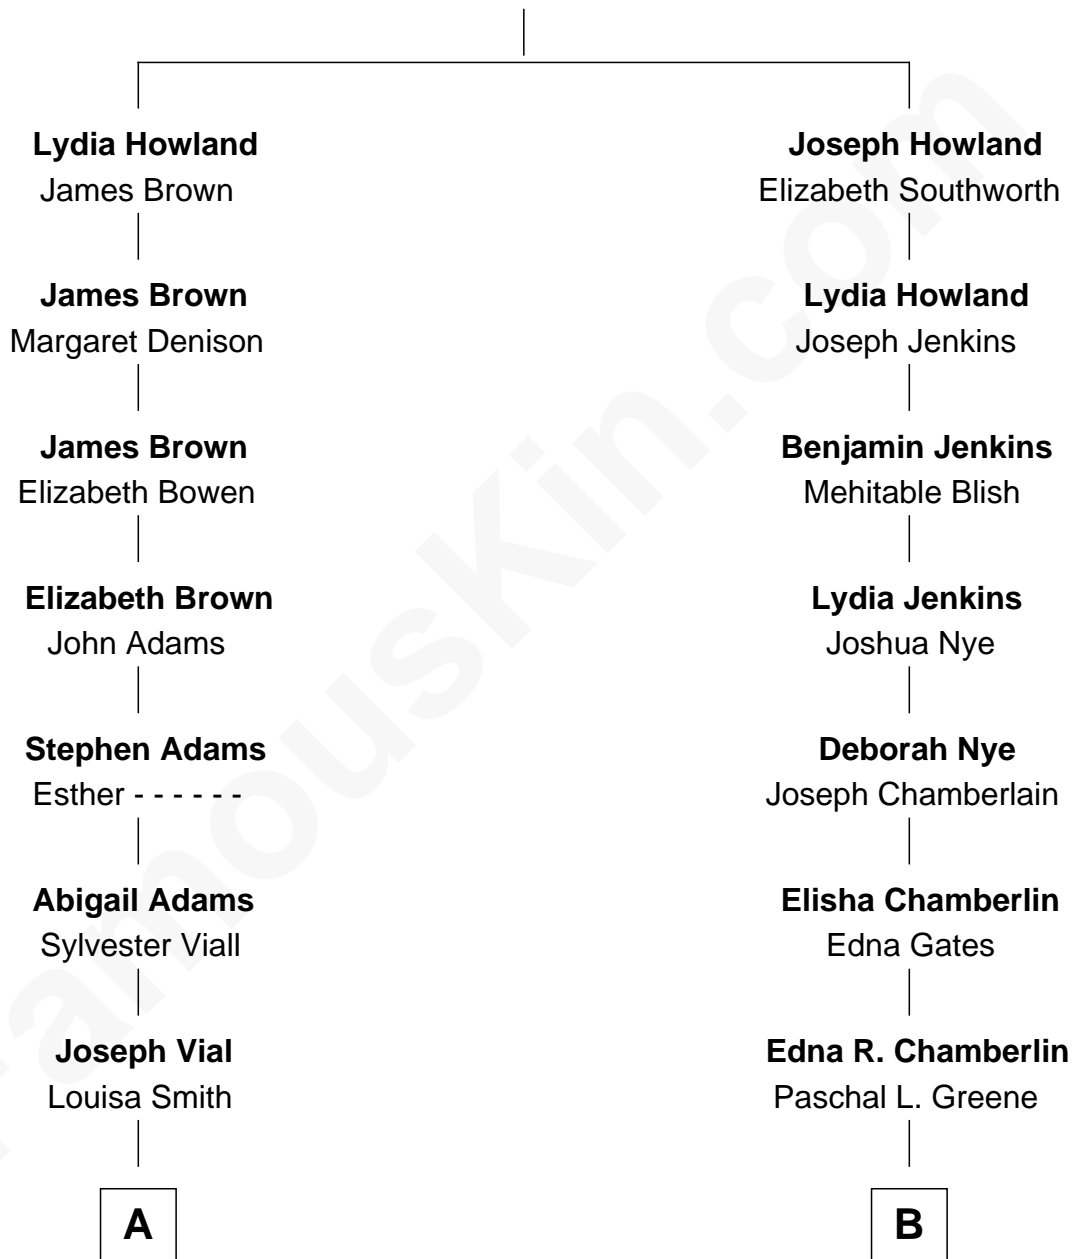 Lydia Howland
James Brown
James Brown
Margaret Denison
James Brown
Elizabeth Bowen
Elizabeth Brown
John Adams
Stephen Adams
Esther - - - - - -
Abigail Adams
Sylvester Viall
Joseph Vial
Louisa Smith
A
Joseph Howland
Elizabeth Southworth
Lydia Howland
Joseph Jenkins
Benjamin Jenkins
Mehitable Blish
Lydia Jenkins
Joshua Nye
Deborah Nye
Joseph Chamberlain
Elisha Chamberlin
Edna Gates
Edna R. Chamberlin
Paschal L. Greene
B
FamousKin.com